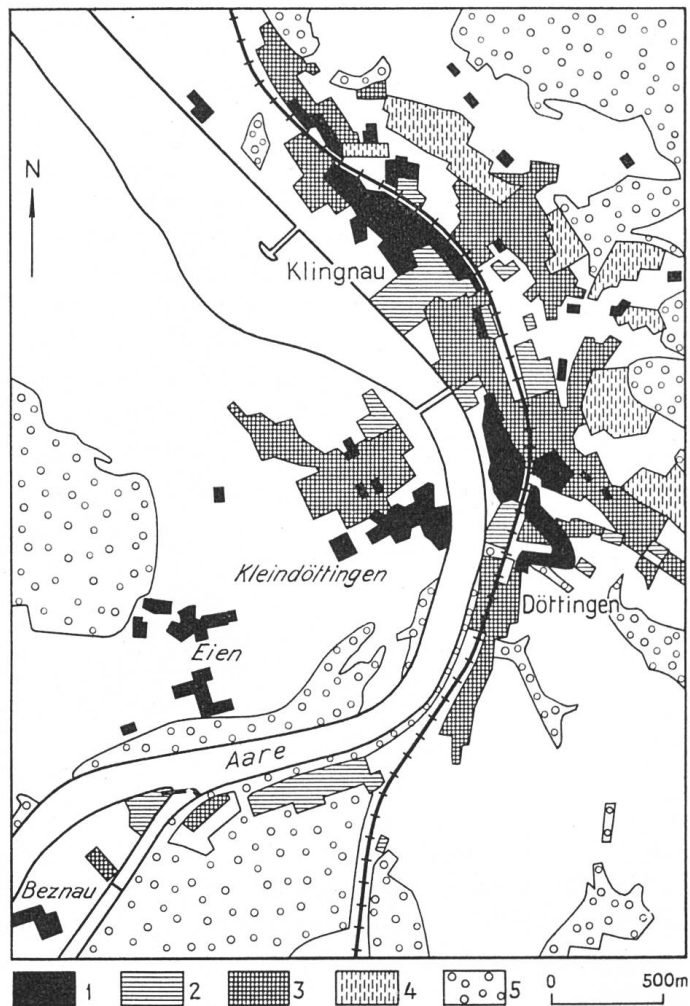 N
Klingnau
Kleindöttingen
Döttingen
Eien
Aare
Beznau
1 2 3 4 5 0 500m